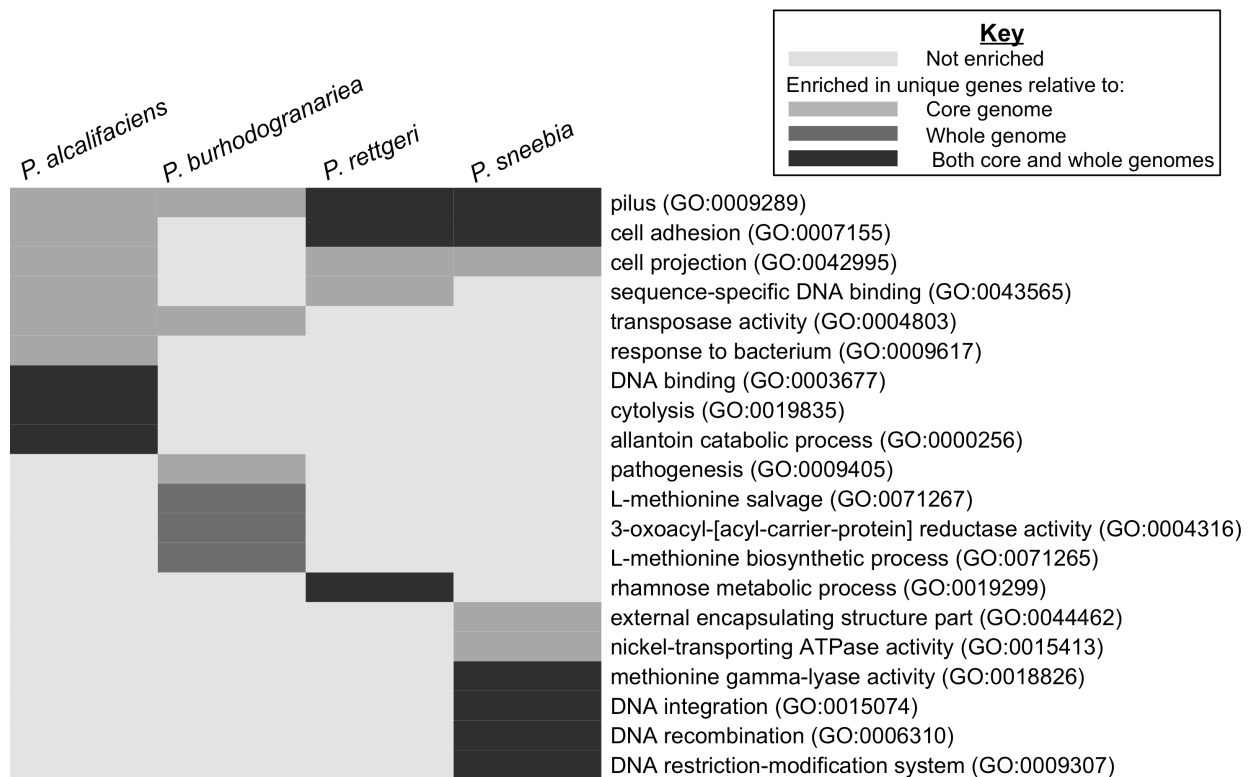 Key
Not enriched
Enriched in unique genes relative to:
Core genome
Whole genome
Both core and whole genomes
P. alcalifaciens
P. burhodogranariea
P. rettgeri
P. sneebia
pilus (GO:0009289)
cell adhesion (GO:0007155)
cell projection (GO:0042995)
sequence-specific DNA binding (GO:0043565)
transposase activity (GO:0004803)
response to bacterium (GO:0009617)
DNA binding (GO:0003677)
cytolysis (GO:0019835)
allantoin catabolic process (GO:0000256)
pathogenesis (GO:0009405)
L-methionine salvage (GO:0071267)
3-oxoacyl-[acyl-carrier-protein] reductase activity (GO:0004316)
L-methionine biosynthetic process (GO:0071265)
rhamnose metabolic process (GO:0019299)
external encapsulating structure part (GO:0044462)
nickel-transporting ATPase activity (GO:0015413)
methionine gamma-lyase activity (GO:0018826)
DNA integration (GO:0015074)
DNA recombination (GO:0006310)
DNA restriction-modification system (GO:0009307)